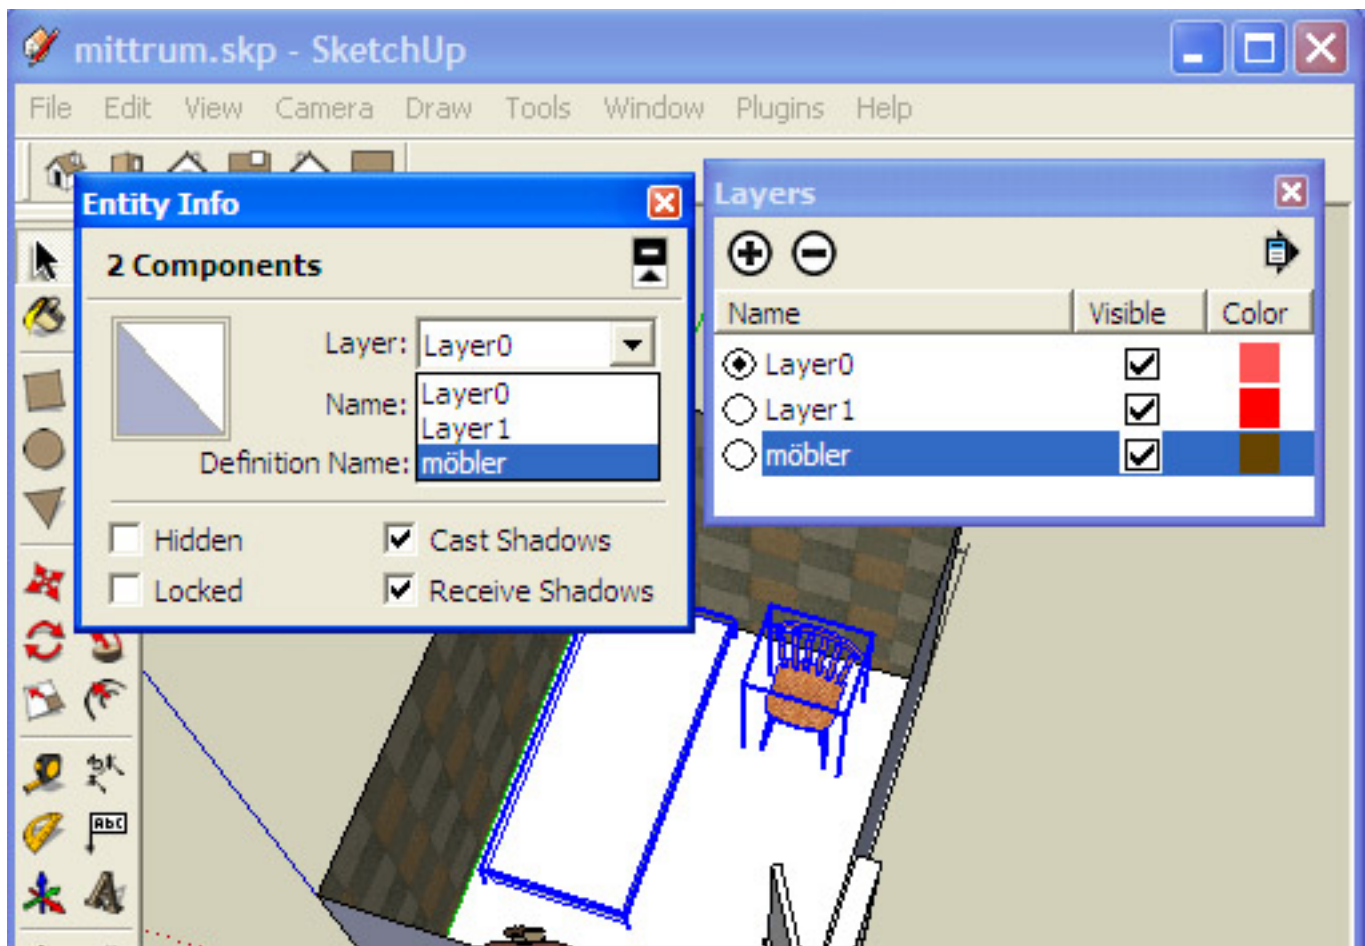 mittrum.skp - SketchUp
File Edit View Camera Draw Tools Window Plugins Help
Entity Info
2 Components
Layer: Layer0
Name: Layer0
Layer1
Definition Name: möbler
Hidden Cast Shadows
Locked Receive Shadows
Layers
Name Visible Color
Layer0
Layer1
möbler
Abc